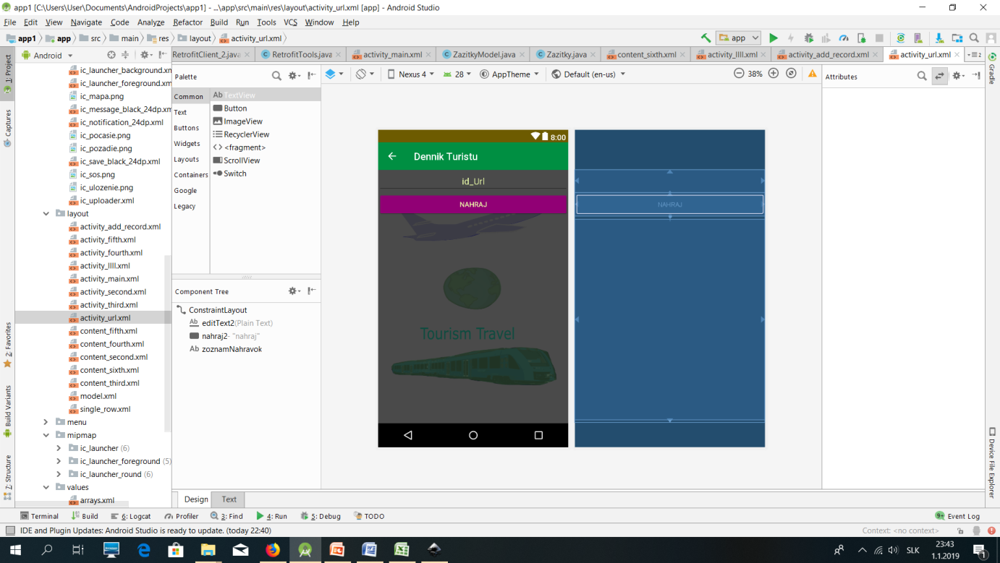 app1 [C:\Users\User\Documents\AndroidProjects\app1] - ...\app\src\main\res\layout\activity_url.xml [app] - Android Studio
File Edit View Navigate Code Analyze Refactor Build Run Tools VCS Window Help
app1 app src main res layout activity_url.xml
app
Android
RetrofitClient_2.java RetrofitTools.java activity_main.xml ZazitkyModel.java Zazitky.java content_sixth.xml activity_llll.xml activity_add_record.xml activity_url.xml
1: Project
Captures
2: Favorites
Build Variants
7: Structure
ic_launcher_background.xm
ic_launcher_foreground.xm
ic_mapa.png
ic_message_black_24dp.xm
ic_notification_24dp.xml
ic_pocasie.png
ic_pozadie.png
ic_save_black_24dp.xml
ic_sos.png
ic_ulozenie.png
ic_uploader.xml
layout
activity_add_record.xml
activity_fifth.xml
activity_fourth.xml
activity_llll.xml
activity_main.xml
activity_second.xml
activity_third.xml
activity_url.xml
content_fifth.xml
content_fourth.xml
content_second.xml
content_sixth.xml
content_third.xml
model.xml
single_row.xml
menu
mipmap
ic_launcher (6)
ic_launcher_foreground (5)
ic_launcher_round (6)
values
arrays.xml
Palette
Common
Text
Buttons
Widgets
Layouts
Containers
Google
Legacy
Ab TextView
Button
ImageView
RecyclerView
<fragment>
ScrollView
Switch
Component Tree
ConstraintLayout
Ab editText2(Plain Text)
nahraj2- "nahraj"
Ab zoznamNahravok
Nexus 4 28 AppTheme Default (en-us) 38%
8:00
Dennik Turistu
id_Url
NAHRAJ
Tourism Travel
NAHRAJ
Attributes
Gradle
Device File Explorer
Design Text
Terminal Build 6: Logcat Profiler 3: Find 4: Run 5: Debug TODO
9+ Event Log
IDE and Plugin Updates: Android Studio is ready to update. (today 22:40)
Context: <no context>
SLK
23:43
1.1.2019
1